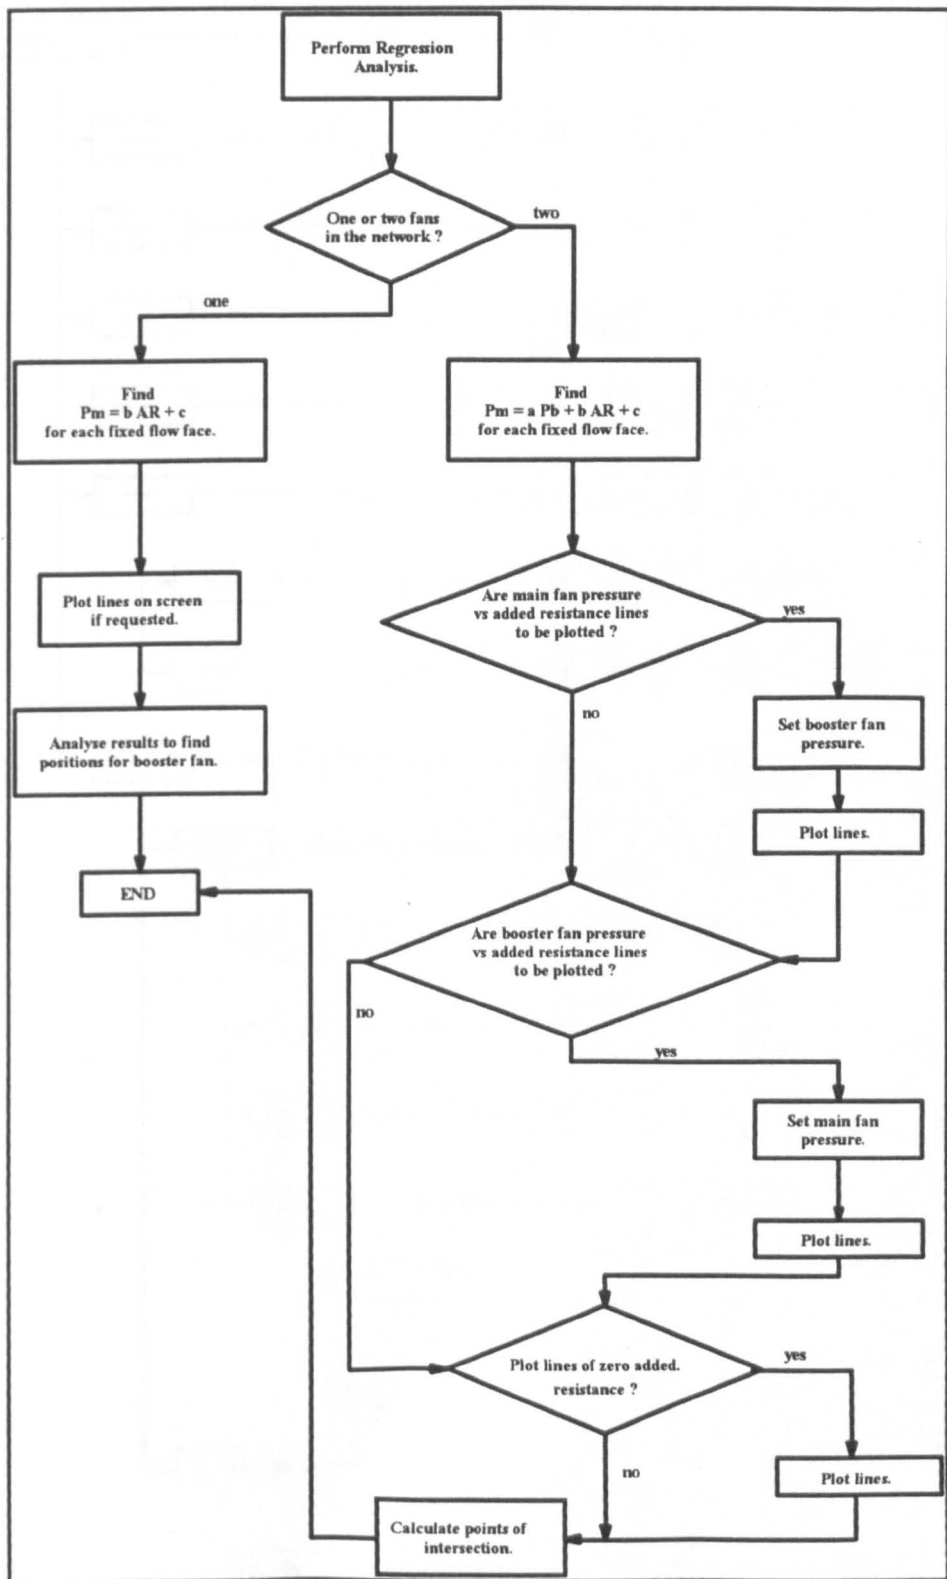 Perform Regression
Analysis.
One or two fans
in the network ?
two
one
Find
Pm = b AR + c
for each fixed flow face.
Find
Pm = a Pb + b AR + c
for each fixed flow face.
Plot lines on screen
if requested.
Are main fan pressure
vs added resistance lines
to be plotted ?
yes
no
Set booster fan
pressure.
Analyse results to find
positions for booster fan.
Plot lines.
END
Are booster fan pressure
vs added resistance lines
to be plotted ?
no
yes
Set main fan
pressure.
Plot lines.
Plot lines of zero added.
resistance ?
yes
no
Plot lines.
Calculate points of
intersection.